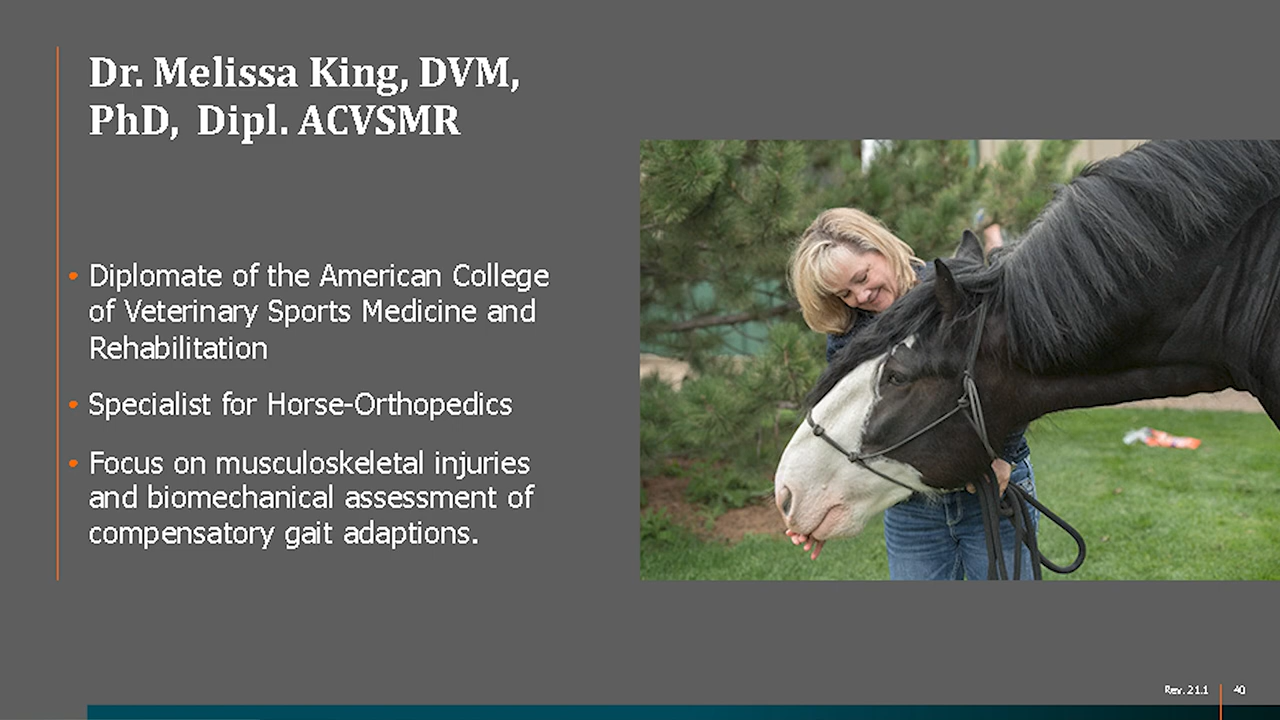 Dr. Melissa King, DVM,
PhD, Dipl. ACVSMR
• Diplomate of the American College
of Veterinary Sports Medicine and
Rehabilitation
• Specialist for Horse-Orthopedics
• Focus on musculoskeletal injuries
and biomechanical assessment of
compensatory gait adaptions.
Rev. 21.1
40